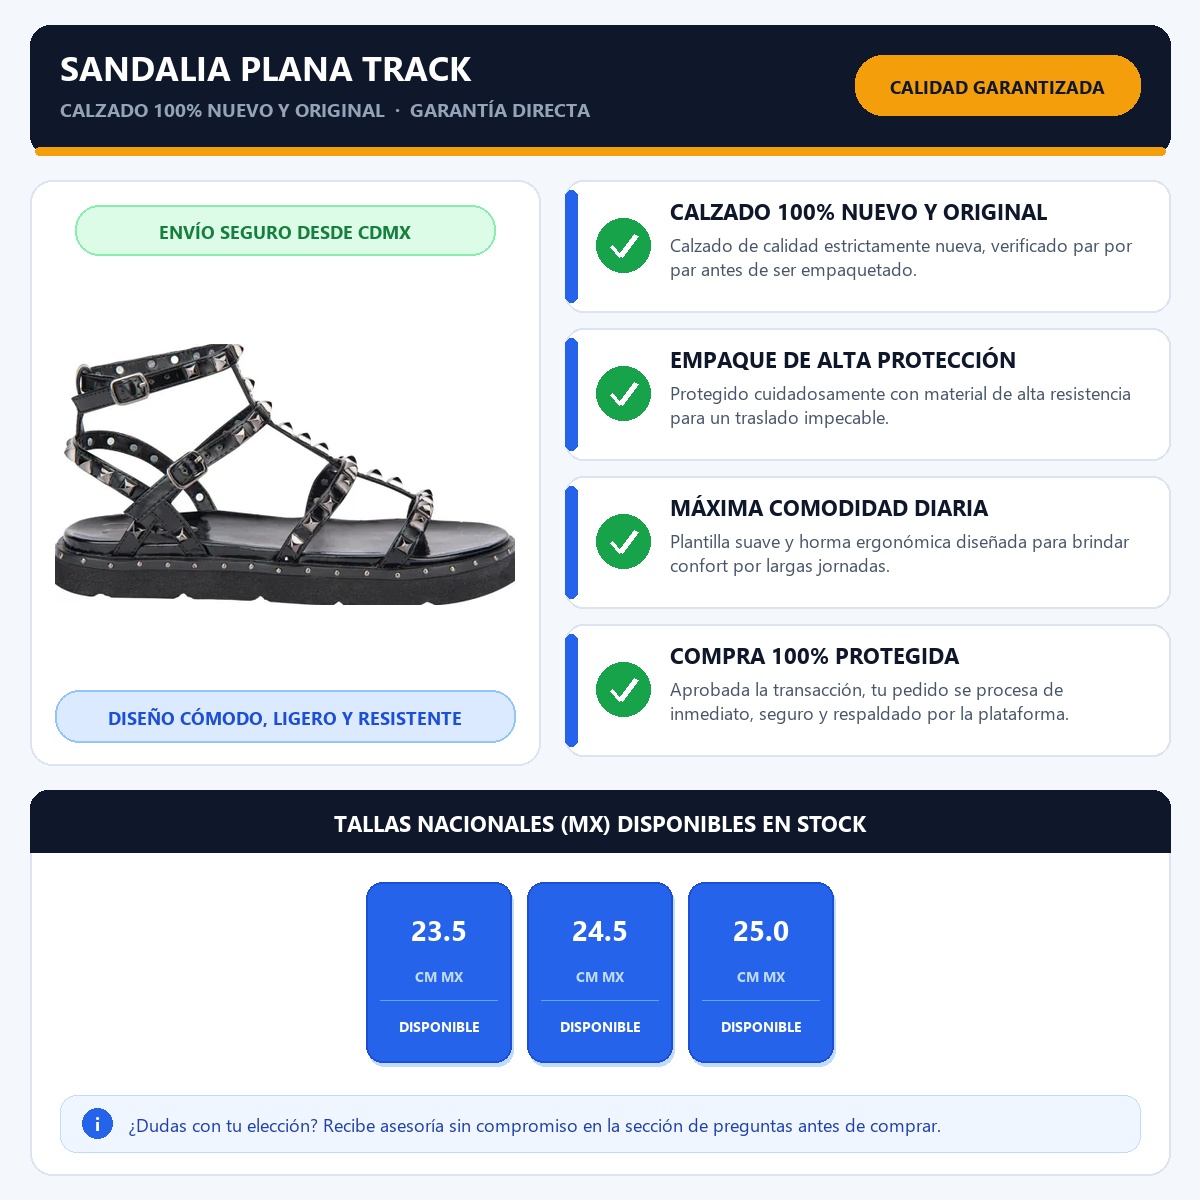 SANDALIA PLANA TRACK
CALZADO 100% NUEVO Y ORIGINAL · GARANTÍA DIRECTA
CALIDAD GARANTIZADA
ENVÍO SEGURO DESDE CDMX
DISEÑO CÓMODO, LIGERO Y RESISTENTE
CALZADO 100% NUEVO Y ORIGINAL
Calzado de calidad estrictamente nueva, verificado par por
par antes de ser empaquetado.
EMPAQUE DE ALTA PROTECCIÓN
Protegido cuidadosamente con material de alta resistencia
para un traslado impecable.
MÁXIMA COMODIDAD DIARIA
Plantilla suave y horma ergonómica diseñada para brindar
confort por largas jornadas.
COMPRA 100% PROTEGIDA
Aprobada la transacción, tu pedido se procesa de
inmediato, seguro y respaldado por la plataforma.
TALLAS NACIONALES (MX) DISPONIBLES EN STOCK
23.5
CM MX
DISPONIBLE
24.5
CM MX
DISPONIBLE
25.0
CM MX
DISPONIBLE
¿Dudas con tu elección? Recibe asesoría sin compromiso en la sección de preguntas antes de comprar.